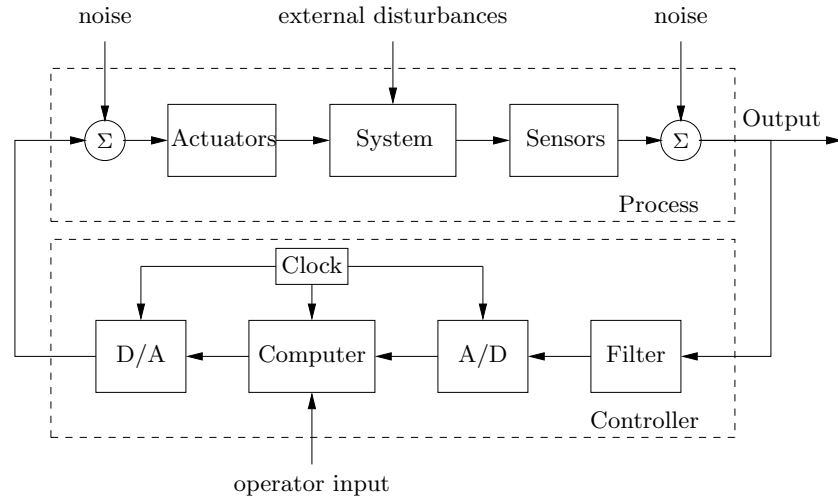 noise
external disturbances
noise
Σ
Actuators
System
Sensors
Σ
Output
Process
Clock
D/A
Computer
A/D
Filter
Controller
operator input